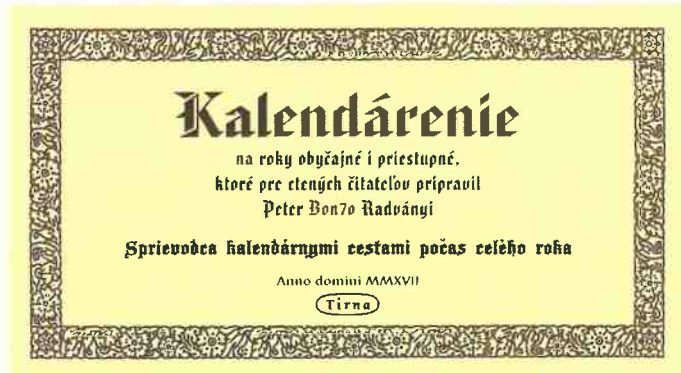 Kalendárenie
na roky obyčajné i priestupné,
ktoré pre ctených čitateľov pripravil
Peter Bon7o Radványi
Sprievodca kalendárnymi cestami počas celého roka
Anno domini MMXVII
Tirna